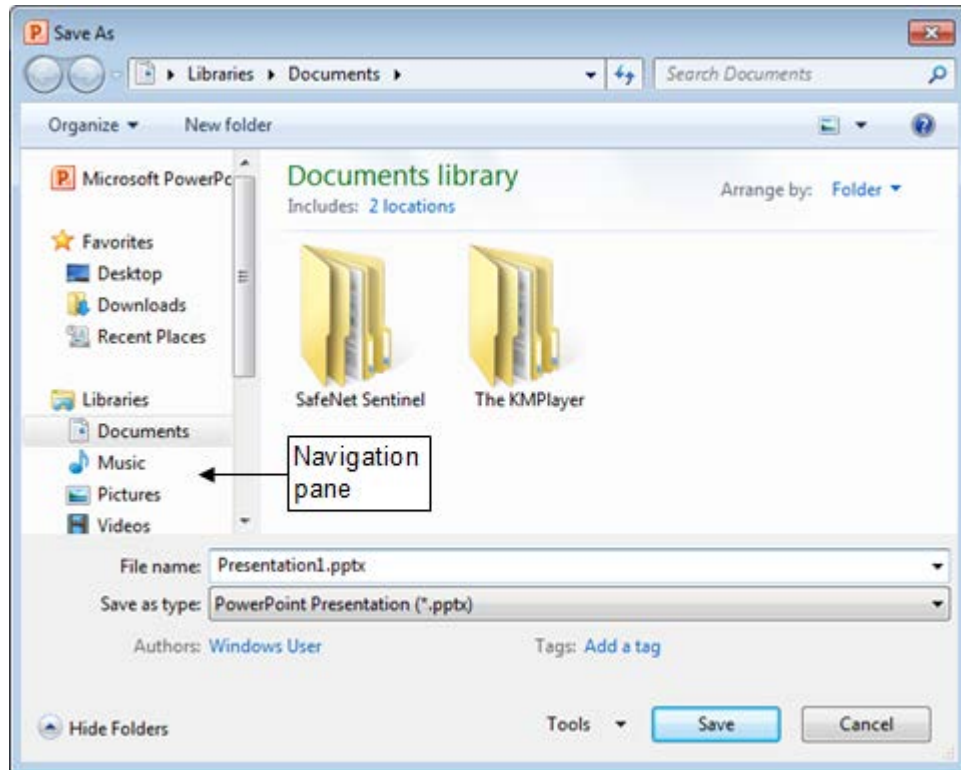 Save As
Libraries Documents
Search Documents
Organize
New folder
Microsoft PowerPo
Documents library
Includes: 2 locations
Arrange by: Folder
Favorites
Desktop
Downloads
Recent Places
Libraries
Documents
Music
Pictures
Videos
SafeNet Sentinel
The KMPlayer
Navigation
pane
File name: Presentation1.pptx
Save as type: PowerPoint Presentation (*.pptx)
Authors: Windows User
Tags: Add a tag
Hide Folders
Tools
Save
Cancel